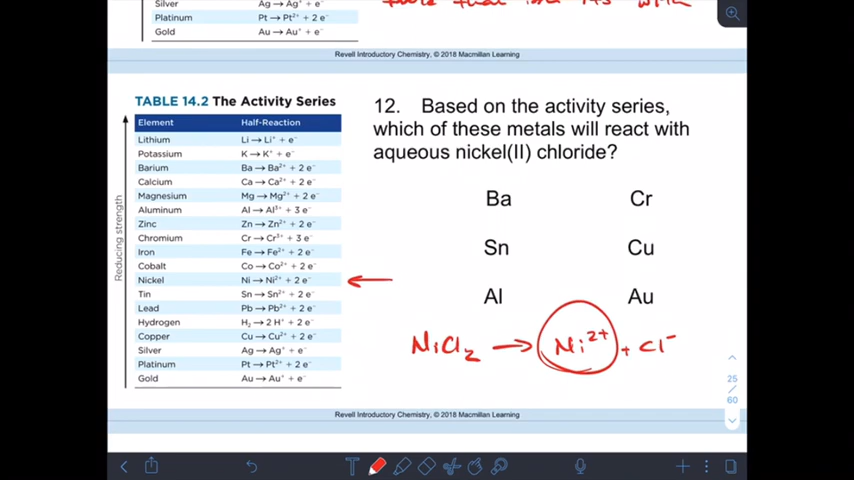 Silver Ag → Ag⁺ + e⁻
Platinum Pt → Pt²⁺ + 2 e⁻
Gold Au → Au⁺ + e⁻
Revell Introductory Chemistry, © 2018 Macmillan Learning
TABLE 14.2 The Activity Series
Element Half-Reaction
Lithium Li → Li⁺ + e⁻
Potassium K → K⁺ + e⁻
Barium Ba → Ba²⁺ + 2 e⁻
Calcium Ca → Ca²⁺ + 2 e⁻
Magnesium Mg → Mg²⁺ + 2 e⁻
Aluminum Al → Al³⁺ + 3 e⁻
Zinc Zn → Zn²⁺ + 2 e⁻
Chromium Cr → Cr³⁺ + 3 e⁻
Iron Fe → Fe²⁺ + 2 e⁻
Cobalt Co → Co²⁺ + 2 e⁻
Nickel Ni → Ni²⁺ + 2 e⁻
Tin Sn → Sn²⁺ + 2 e⁻
Lead Pb → Pb²⁺ + 2 e⁻
Hydrogen H₂ → 2 H⁺ + 2 e⁻
Copper Cu → Cu²⁺ + 2 e⁻
Silver Ag → Ag⁺ + e⁻
Platinum Pt → Pt²⁺ + 2 e⁻
Gold Au → Au⁺ + e⁻
Reducing strength
12. Based on the activity series,
which of these metals will react with
aqueous nickel(II) chloride?
Ba Cr
Sn Cu
Al Au
NiCl₂ → Ni²⁺ + Cl⁻
Revell Introductory Chemistry, © 2018 Macmillan Learning
25
/
60